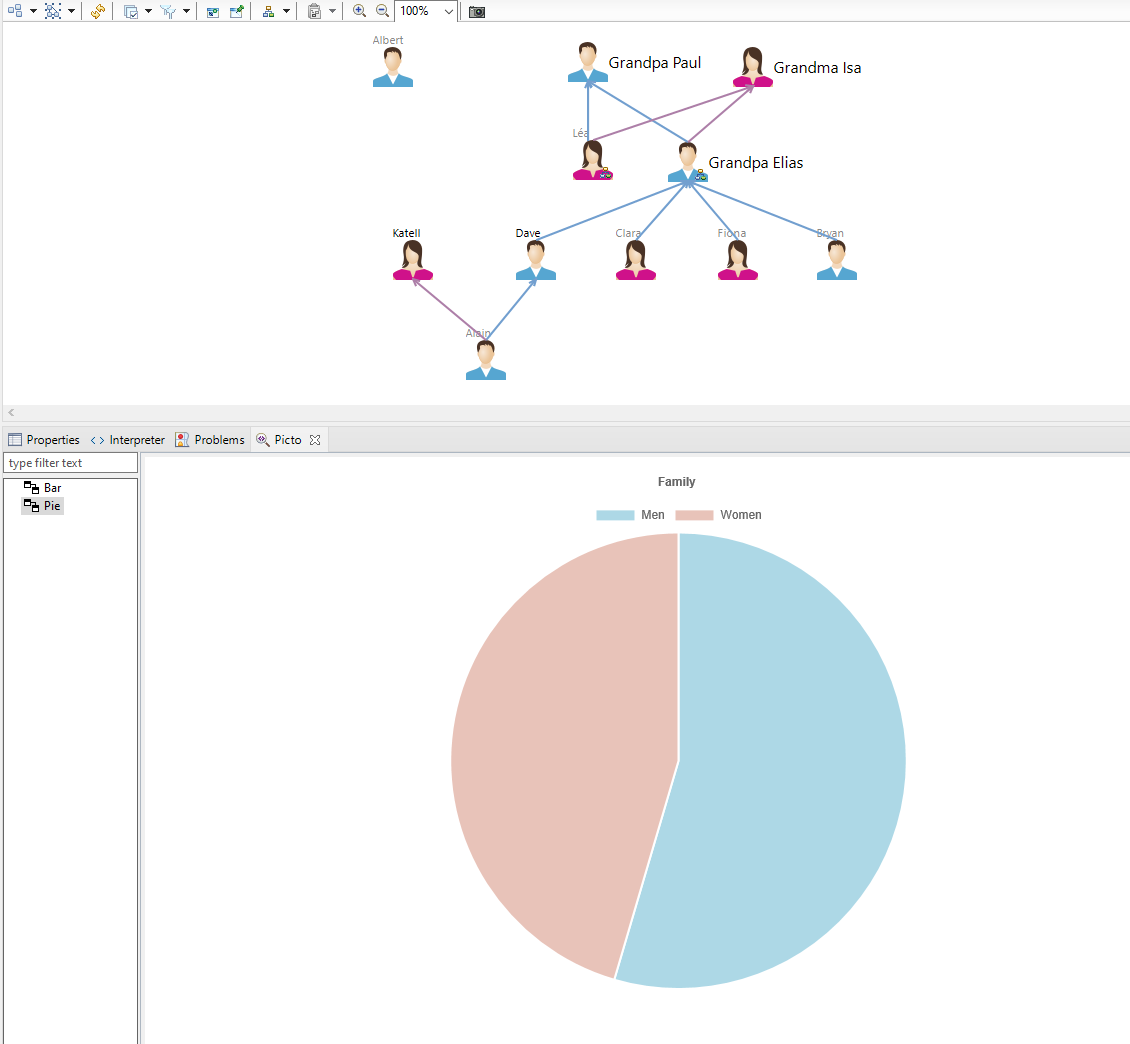 100%
Albert
Grandpa Paul
Grandma Isa
Léa
Grandpa Elias
Katell
Dave
Clara
Fiona
Bryan
Alain
Properties
Interpreter
Problems
Picto
type filter text
Bar
Pie
Family
Men
Women